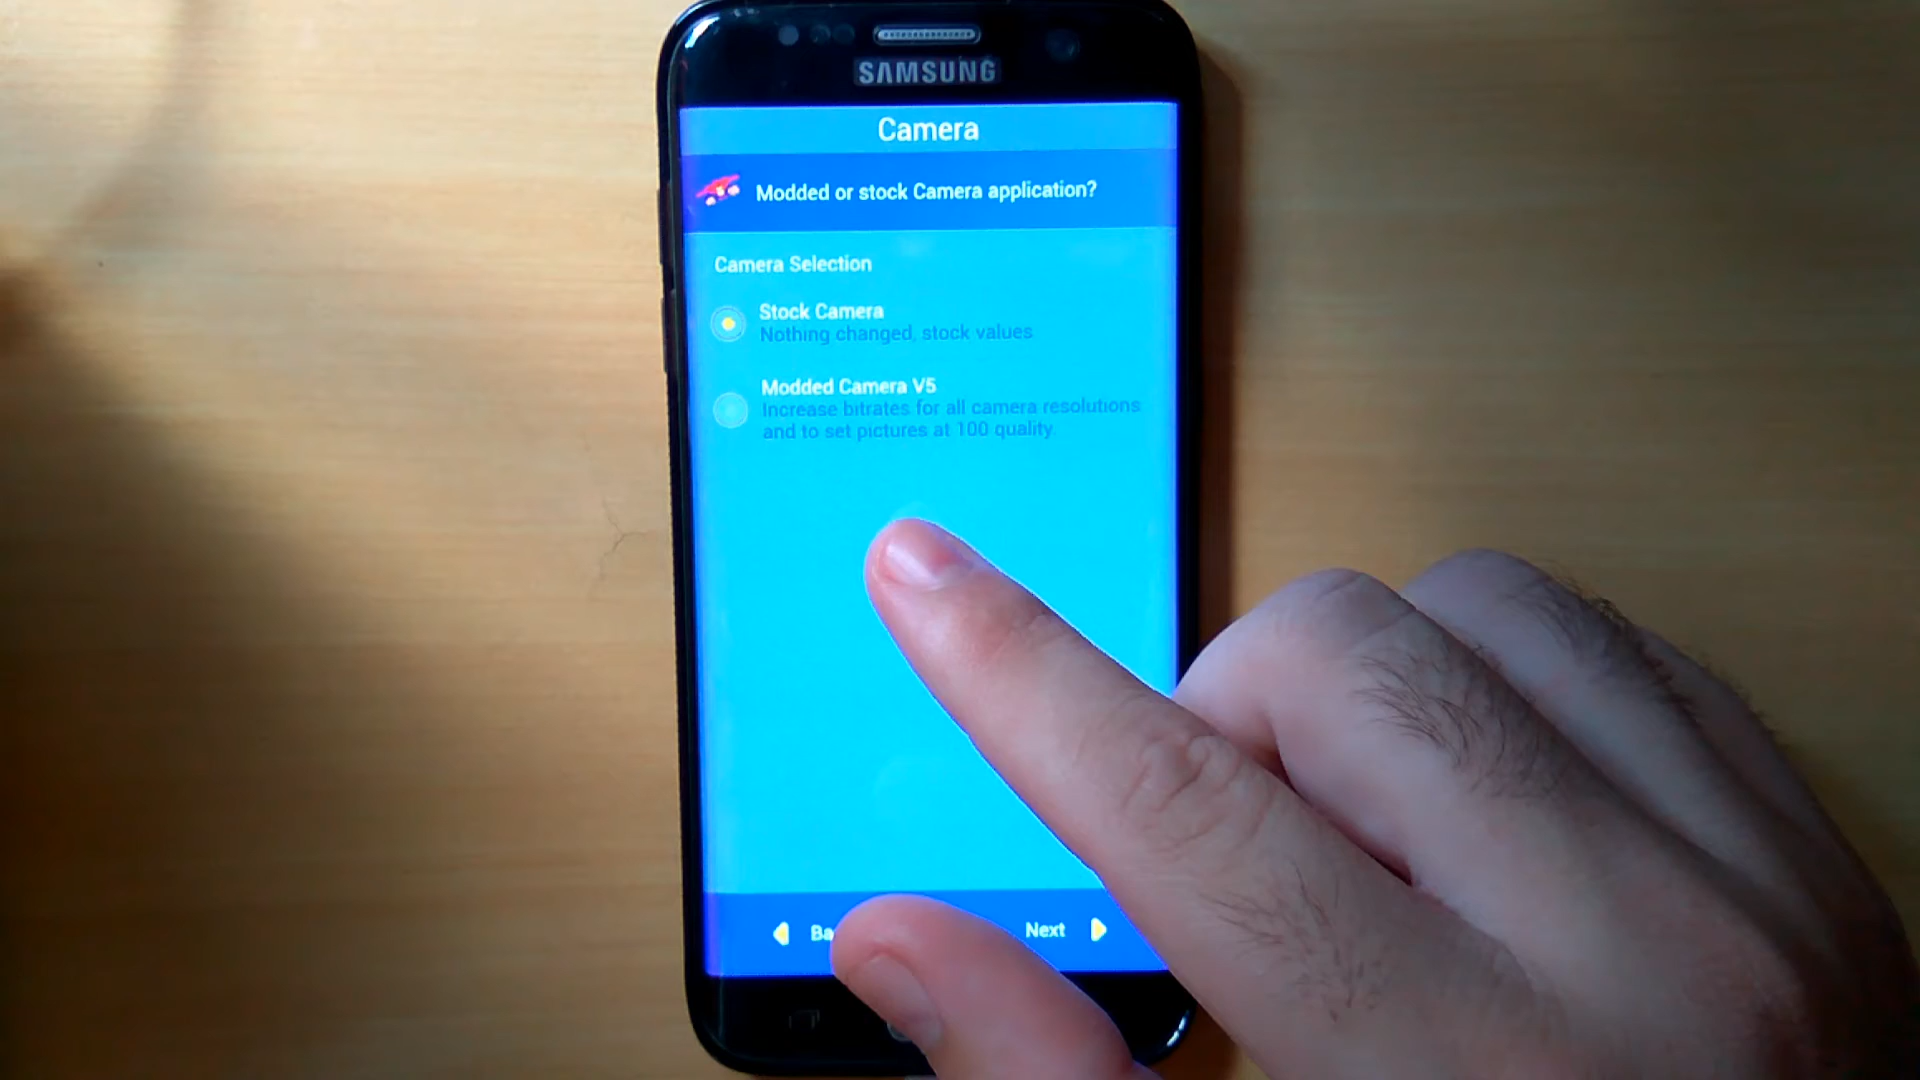 SAMSUNG
Camera
Modded or stock Camera application?
Camera Selection
Stock Camera
Nothing changed, stock values
Modded Camera V5
Increase bitrates for all camera resolutions
and to set pictures at 100 quality.
Next